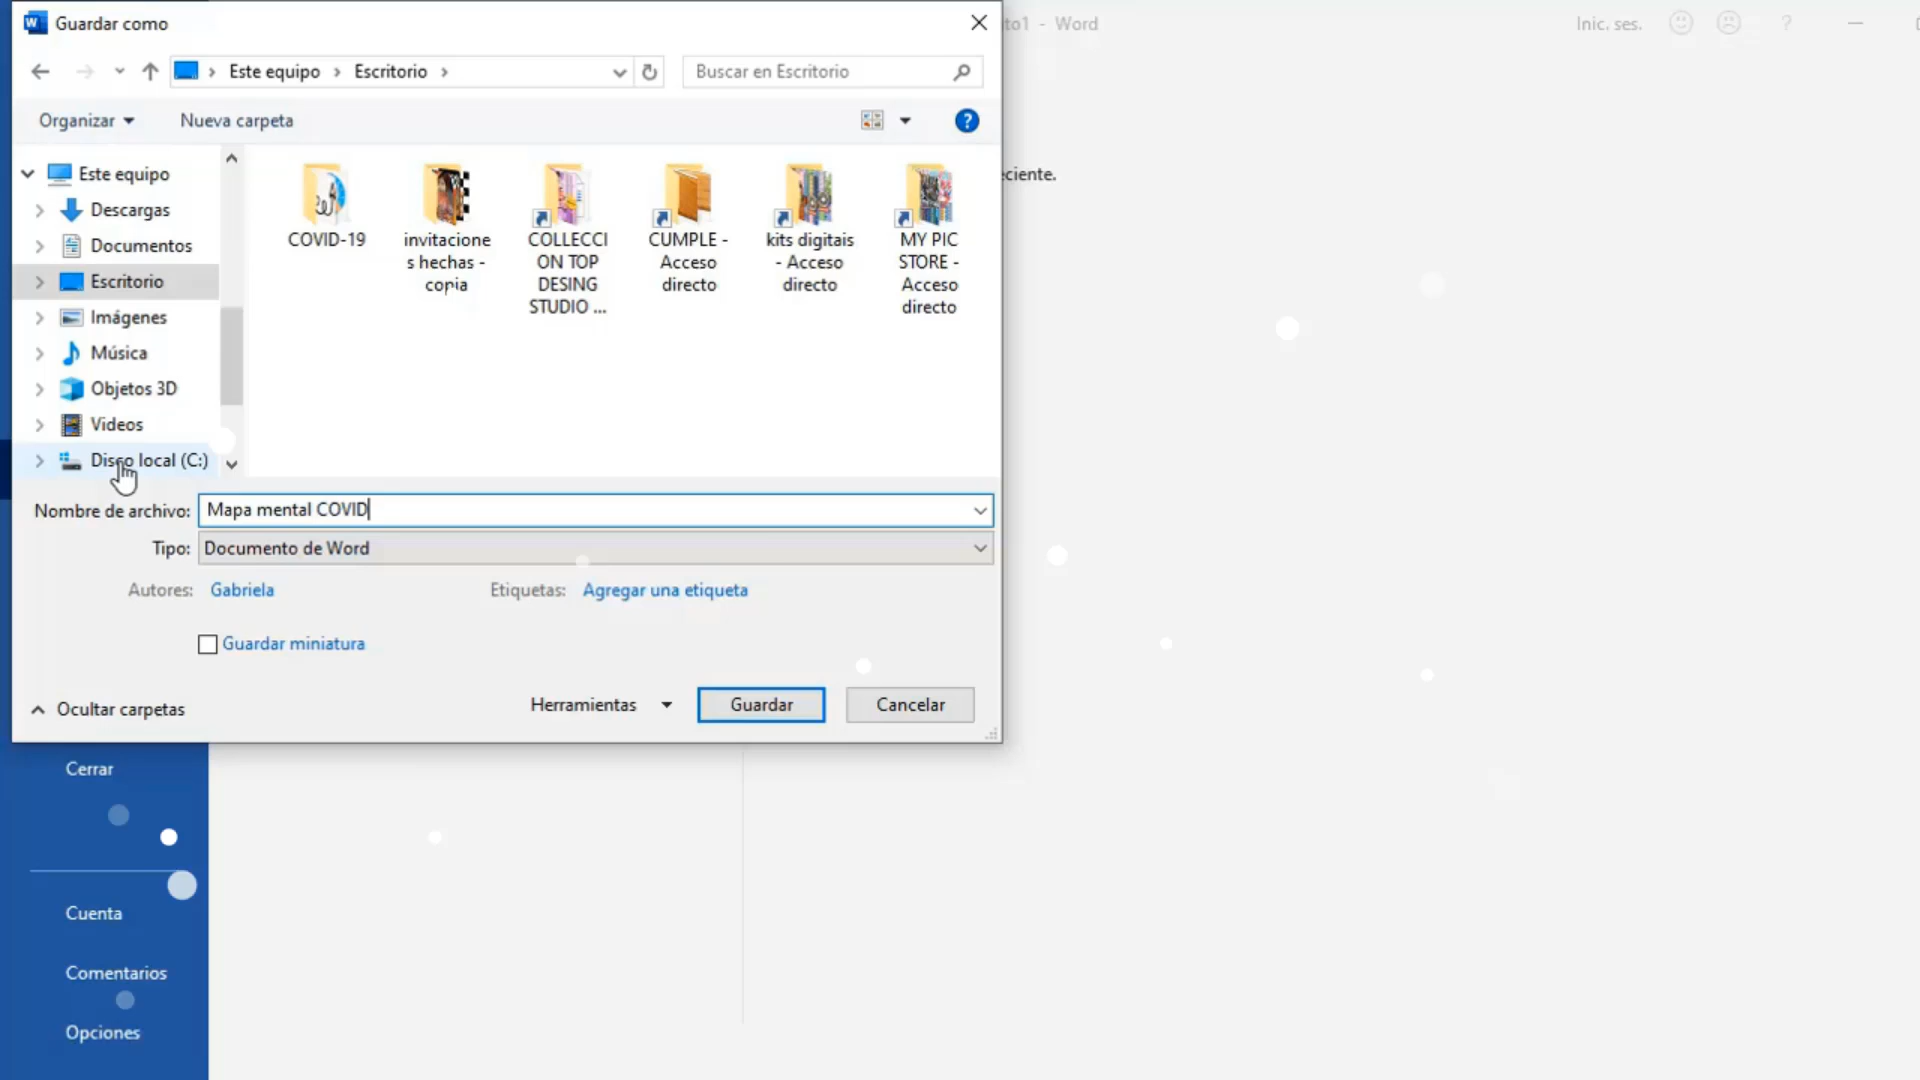 Guardar como
to1 - Word
Inic. ses.
?
Este equipo
Escritorio
Buscar en Escritorio
Organizar
Nueva carpeta
?
Este equipo
Descargas
Documentos
Escritorio
Imágenes
Música
Objetos 3D
Videos
Disco local (C:)
COVID-19
invitacione
s hechas -
copia
COLLECCI
ON TOP
DESING
STUDIO ...
CUMPLE -
Acceso
directo
kits digitais
- Acceso
directo
MY PIC
STORE -
Acceso
directo
eciente.
Nombre de archivo:
Mapa mental COVID
Tipo:
Documento de Word
Autores:
Gabriela
Etiquetas:
Agregar una etiqueta
Guardar miniatura
Ocultar carpetas
Herramientas
Guardar
Cancelar
Cerrar
Cuenta
Comentarios
Opciones